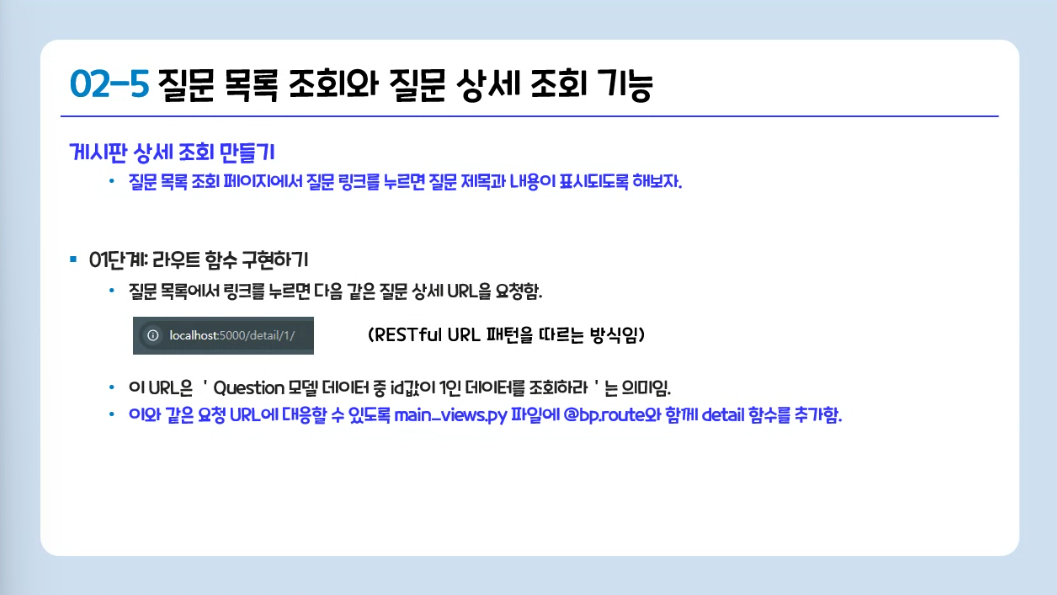 02-5 질문 목록 조회와 질문 상세 조회 기능
게시판 상세 조회 만들기
• 질문 목록 조회 페이지에서 질문 링크를 누르면 질문 제목과 내용이 표시되도록 해보자.
▪ 01단계: 라우트 함수 구현하기
• 질문 목록에서 링크를 누르면 다음 같은 질문 상세 URL을 요청함.
localhost:5000/detail/1/ (RESTful URL 패턴을 따르는 방식임)
• 이 URL은 ' Question 모델 데이터 중 id값이 1인 데이터를 조회하라 ' 는 의미임.
• 이와 같은 요청 URL에 대응할 수 있도록 main_views.py 파일에 @bp.route와 함께 detail 함수를 추가함.